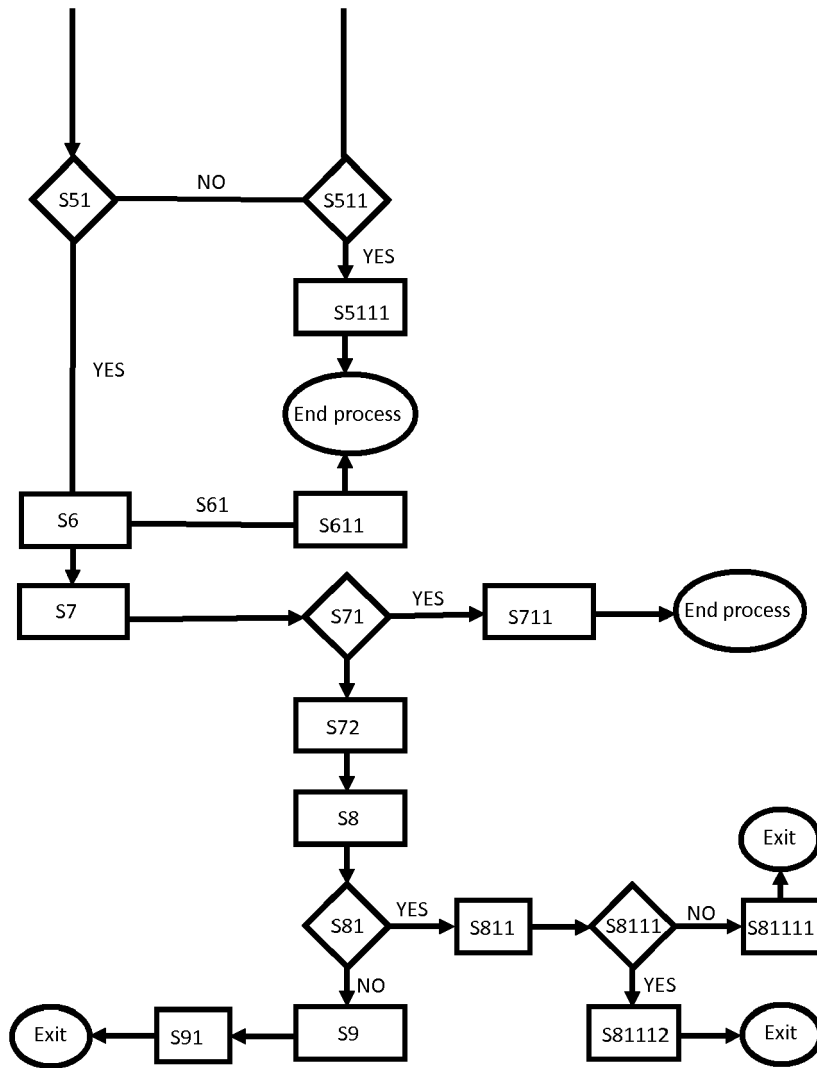 S51
NO
S511
YES
S5111
YES
End process
S6
S61
S611
S7
S71
YES
S711
End process
S72
S8
Exit
S81
YES
S811
S8111
NO
S81111
NO
YES
Exit
S91
S9
S81112
Exit